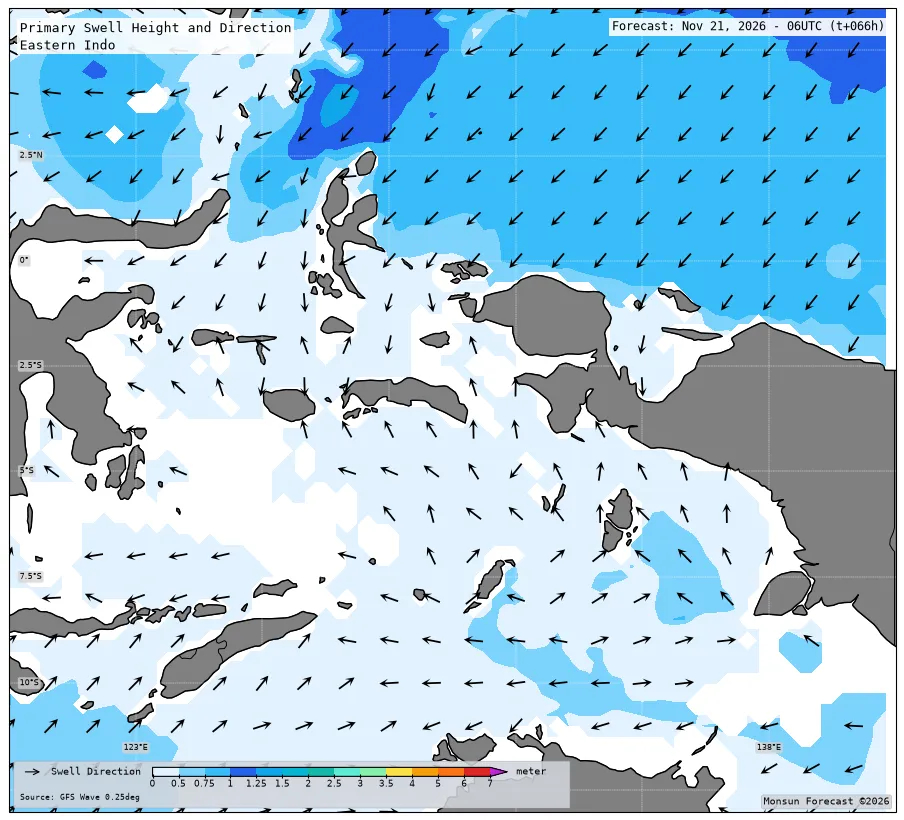 Primary Swell Height and Direction
Eastern Indo
Forecast: Nov 21, 2026 - 06UTC (t+066h)
2.5°N
0°
2.5°S
5°S
7.5°S
10°S
123°E
138°E
Swell Direction
meter
0 0.5 0.75 1 1.25 1.5 2 2.5 3 3.5 4 5 6 7
Source: GFS Wave 0.25deg
Monsun Forecast ©2026